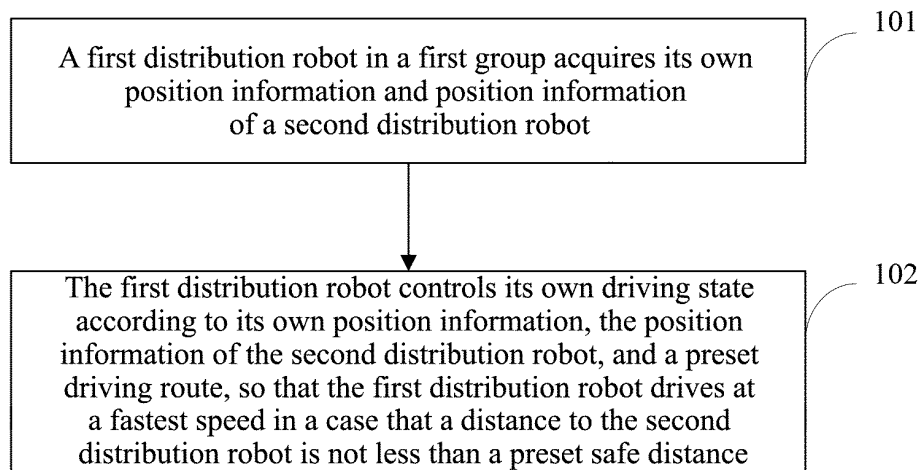 101
A first distribution robot in a first group acquires its own
position information and position information
of a second distribution robot
102
The first distribution robot controls its own driving state
according to its own position information, the position
information of the second distribution robot, and a preset
driving route, so that the first distribution robot drives at
a fastest speed in a case that a distance to the second
distribution robot is not less than a preset safe distance